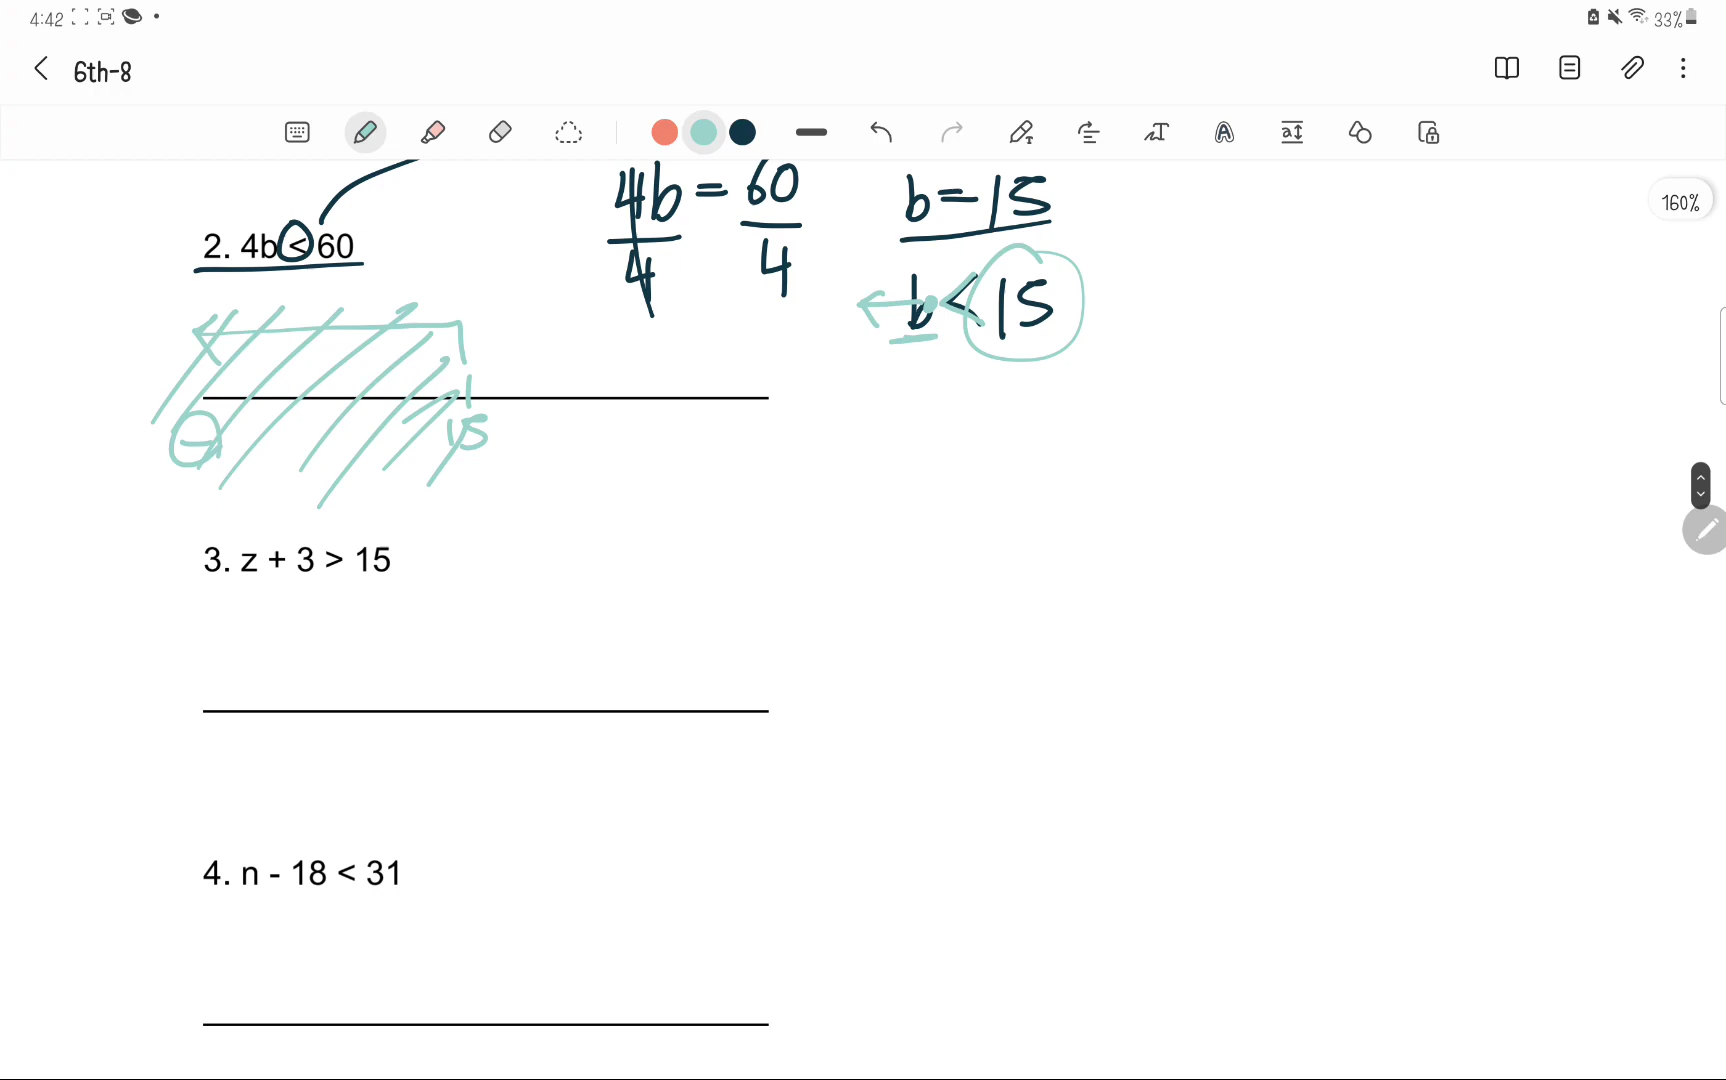 4:42
33%
6th-8
160%
4b = 60
4 4
b = 15
2. 4b < 60
b < 15
15
3. z + 3 > 15
4. n - 18 < 31